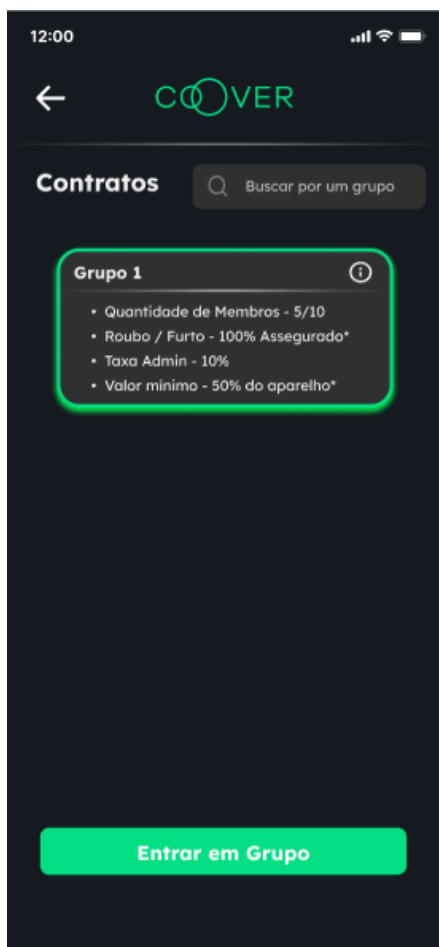 12:00
COOVER
Contratos
Buscar por um grupo
Grupo 1
• Quantidade de Membros - 5/10
• Roubo / Furto - 100% Assegurado*
• Taxa Admin - 10%
• Valor minimo - 50% do aparelho*
Entrar em Grupo